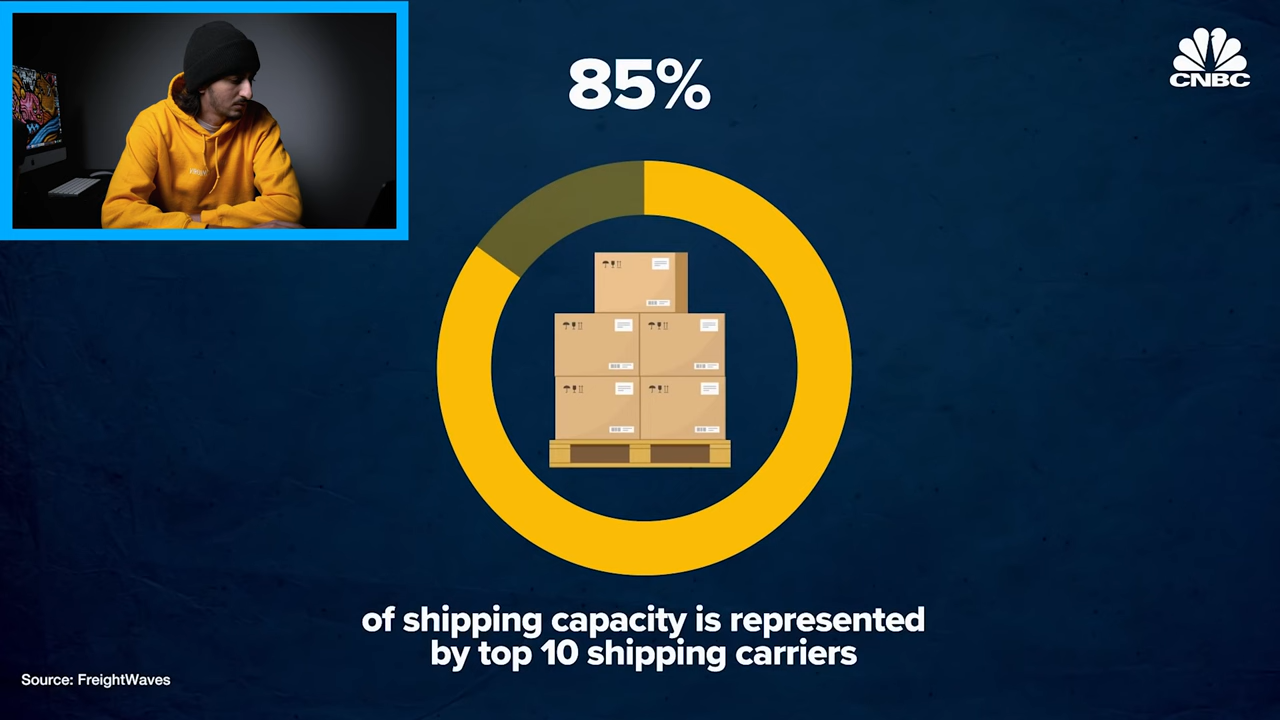 85%
CNBC
of shipping capacity is represented
by top 10 shipping carriers
Source: FreightWaves